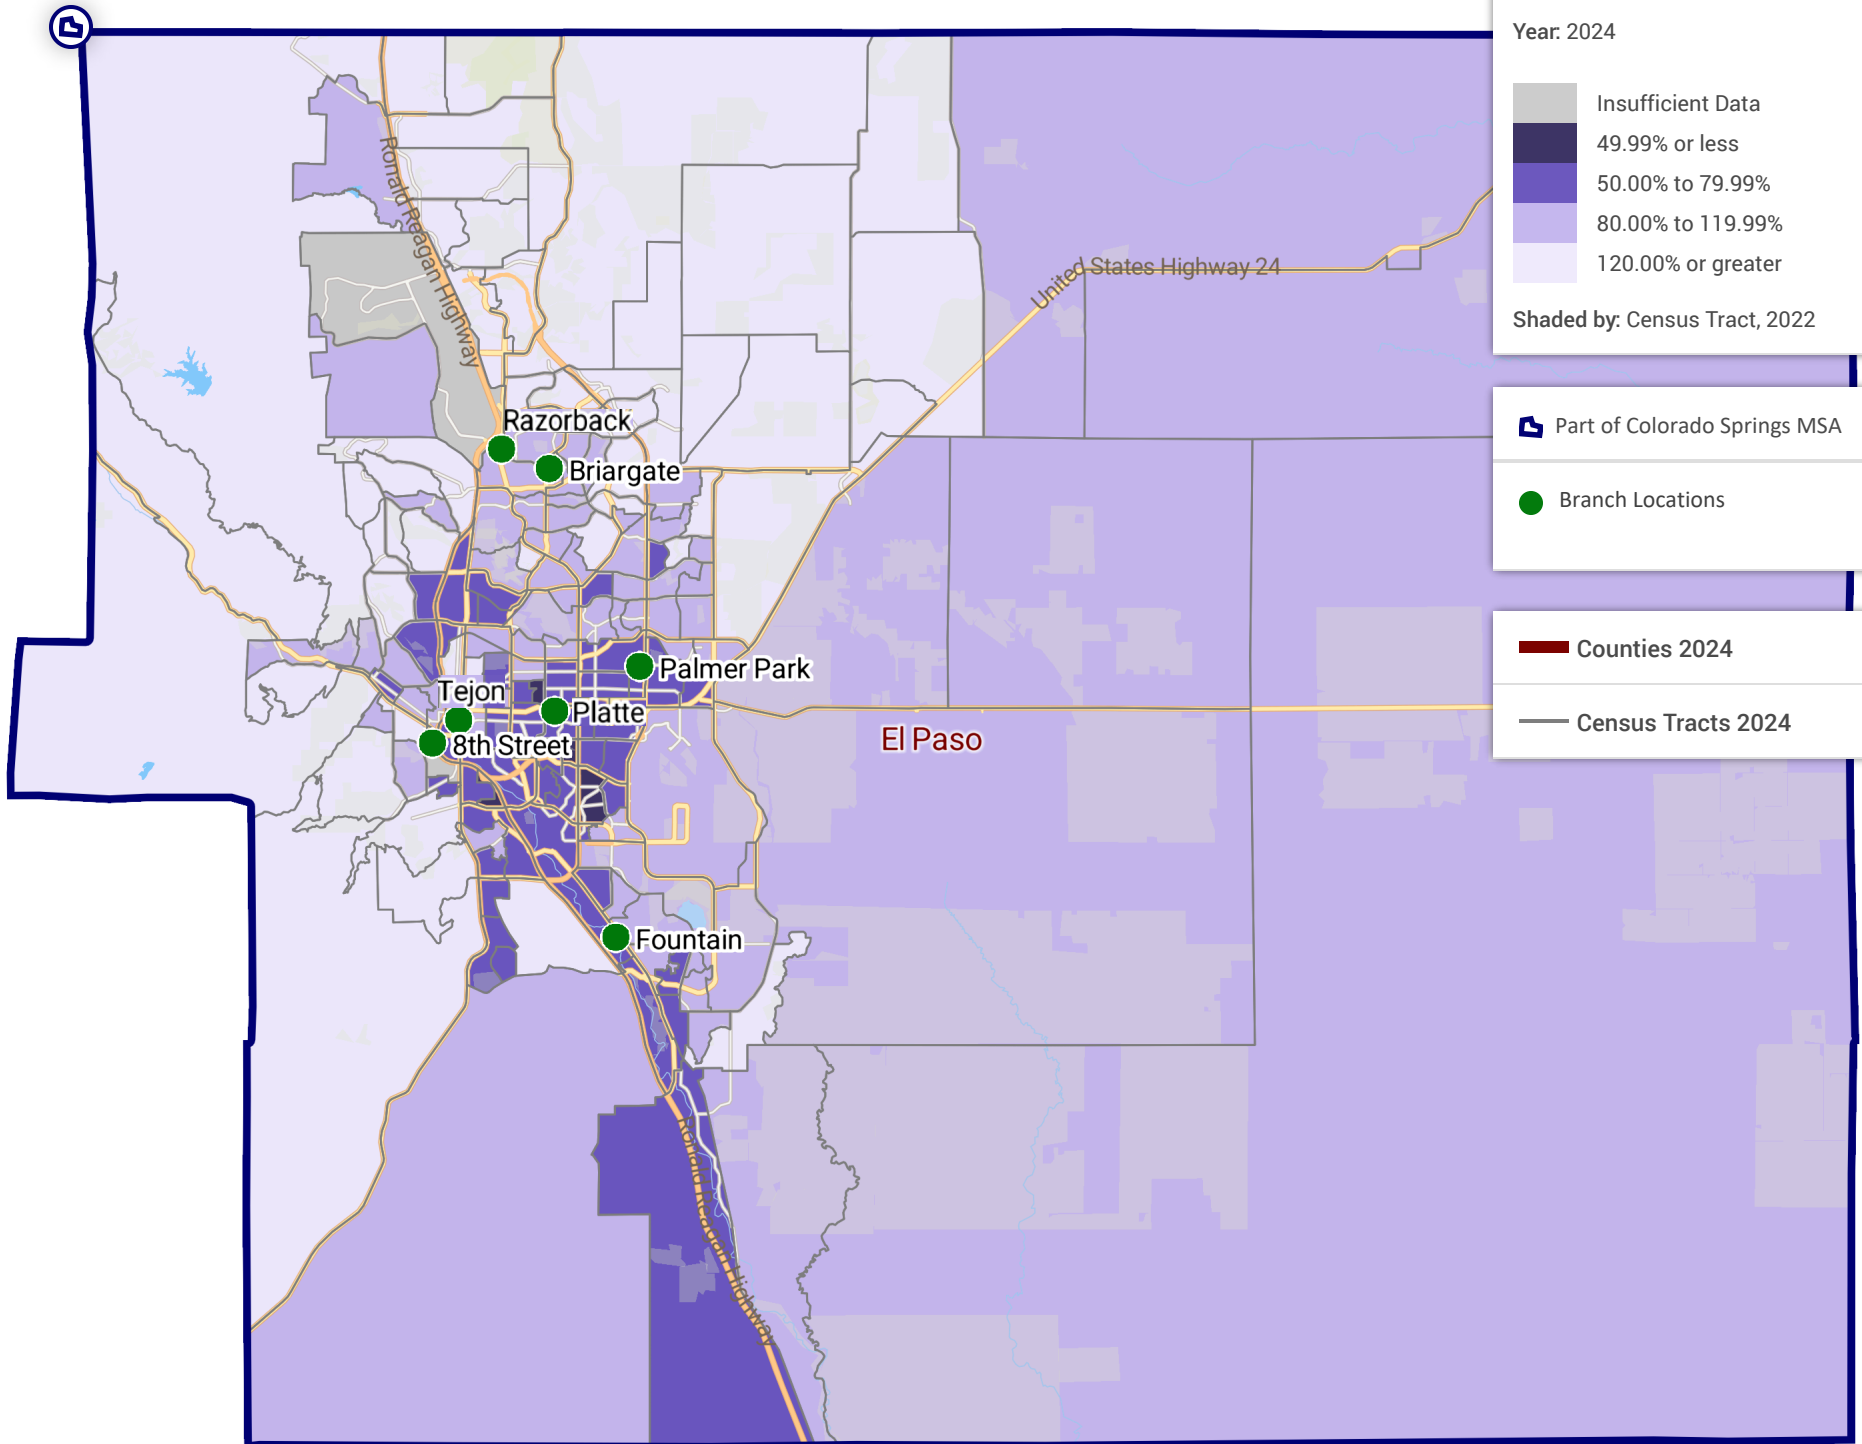 Year: 2024
Insufficient Data
49.99% or less
50.00% to 79.99%
80.00% to 119.99%
120.00% or greater
Shaded by: Census Tract, 2022
Part of Colorado Springs MSA
Branch Locations
Counties 2024
Census Tracts 2024
Ronald Reagan Highway
United States Highway 24
Razorback
Briargate
Palmer Park
Tejon
Platte
8th Street
El Paso
Fountain
Ronald Reagan Highway